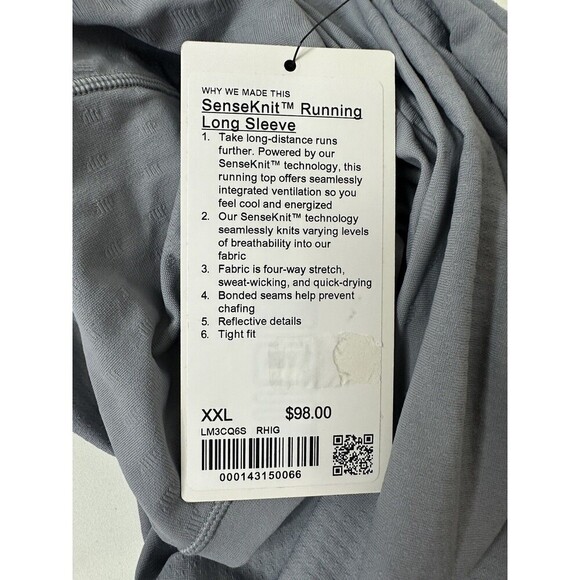 WHY WE MADE THIS
SenseKnit™ Running
Long Sleeve
1. Take long-distance runs
further. Powered by our
SenseKnit™ technology, this
running top offers seamlessly
integrated ventilation so you
feel cool and energized
2. Our SenseKnit™ technology
seamlessly knits varying levels
of breathability into our
fabric
3. Fabric is four-way stretch,
sweat-wicking, and quick-drying
4. Bonded seams help prevent
chafing
5. Reflective details
6. Tight fit
XXL $98.00
LM3CQ6S RHIG
000143150066